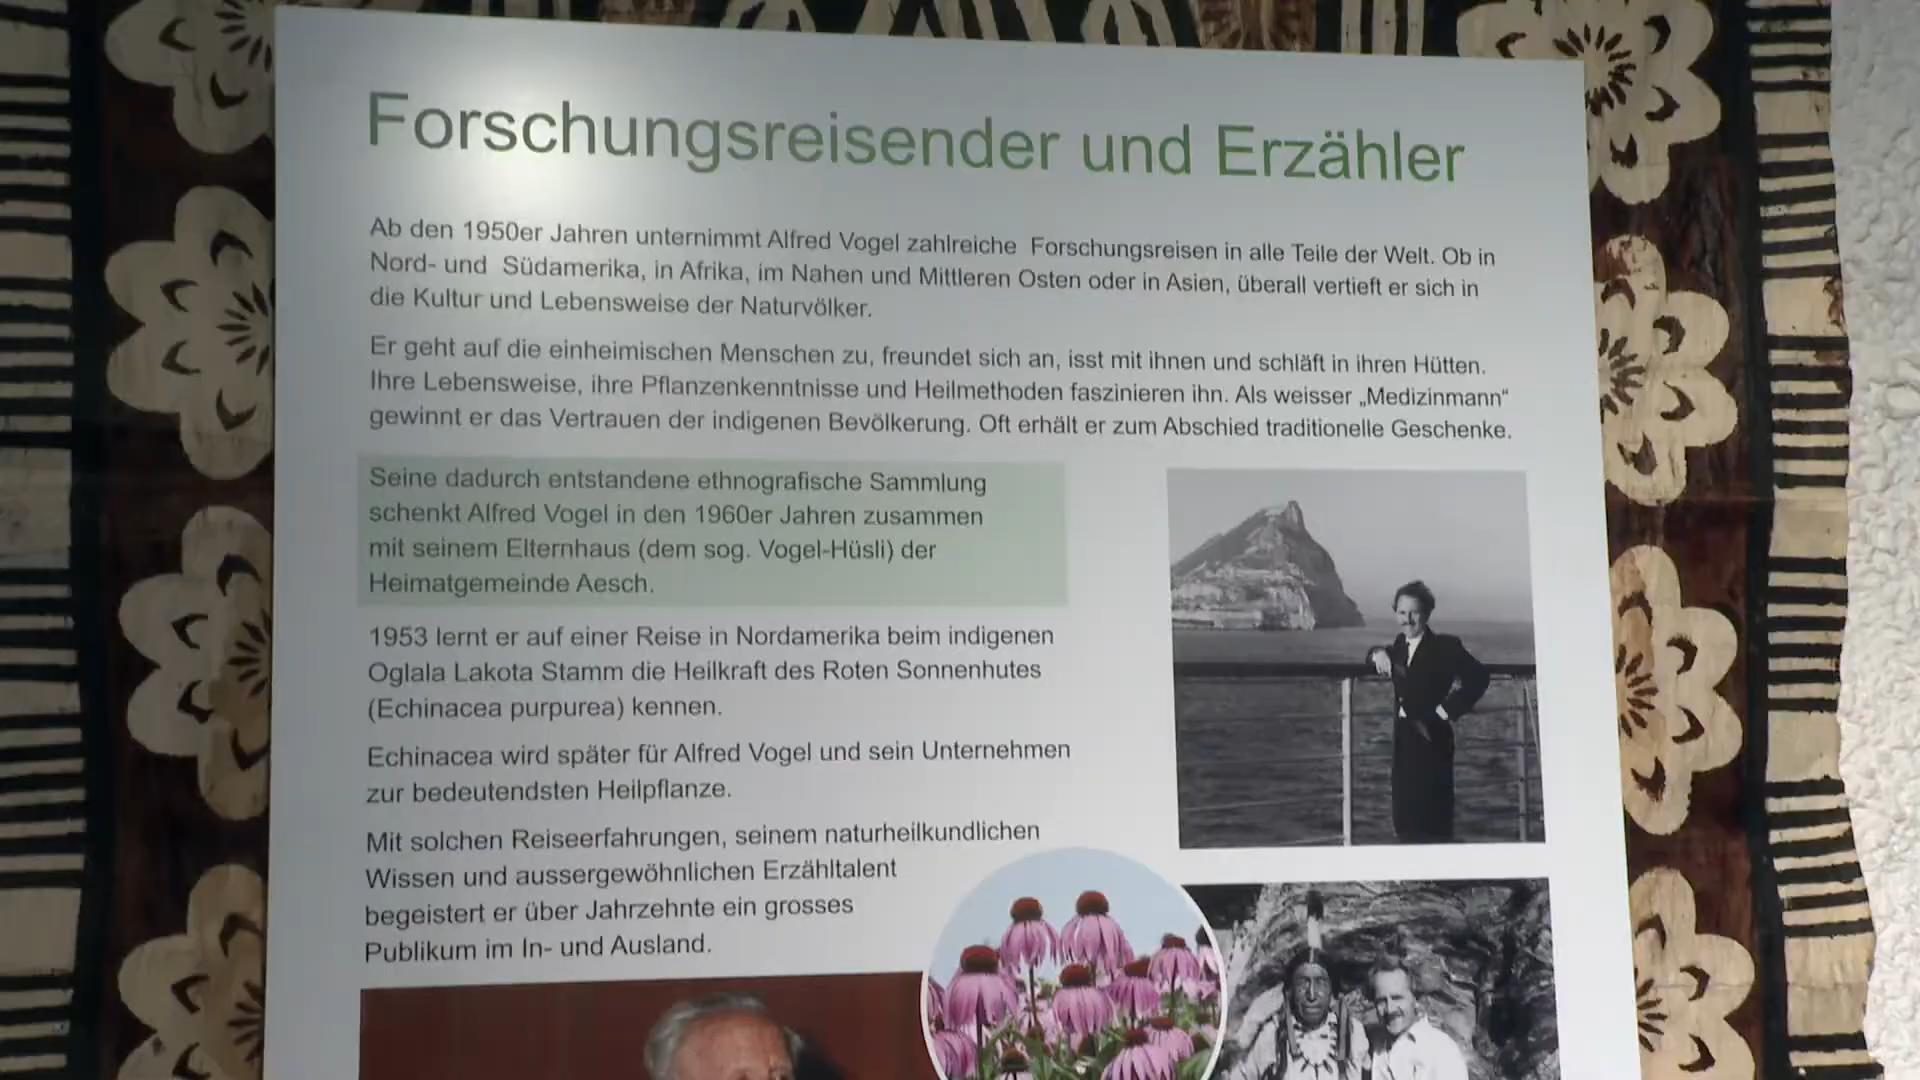 Forschungsreisender und Erzähler
Ab den 1950er Jahren unternimmt Alfred Vogel zahlreiche Forschungsreisen in alle Teile der Welt. Ob in
Nord- und Südamerika, in Afrika, im Nahen und Mittleren Osten oder in Asien, überall vertieft er sich in
die Kultur und Lebensweise der Naturvölker.
Er geht auf die einheimischen Menschen zu, freundet sich an, isst mit ihnen und schläft in ihren Hütten.
Ihre Lebensweise, ihre Pflanzenkenntnisse und Heilmethoden faszinieren ihn. Als weisser „Medizinmann“
gewinnt er das Vertrauen der indigenen Bevölkerung. Oft erhält er zum Abschied traditionelle Geschenke.
Seine dadurch entstandene ethnografische Sammlung
schenkt Alfred Vogel in den 1960er Jahren zusammen
mit seinem Elternhaus (dem sog. Vogel-Hüsli) der
Heimatgemeinde Aesch.
1953 lernt er auf einer Reise in Nordamerika beim indigenen
Oglala Lakota Stamm die Heilkraft des Roten Sonnenhutes
(Echinacea purpurea) kennen.
Echinacea wird später für Alfred Vogel und sein Unternehmen
zur bedeutendsten Heilpflanze.
Mit solchen Reiseerfahrungen, seinem naturheilkundlichen
Wissen und aussergewöhnlichen Erzähltalent
begeistert er über Jahrzehnte ein grosses
Publikum im In- und Ausland.